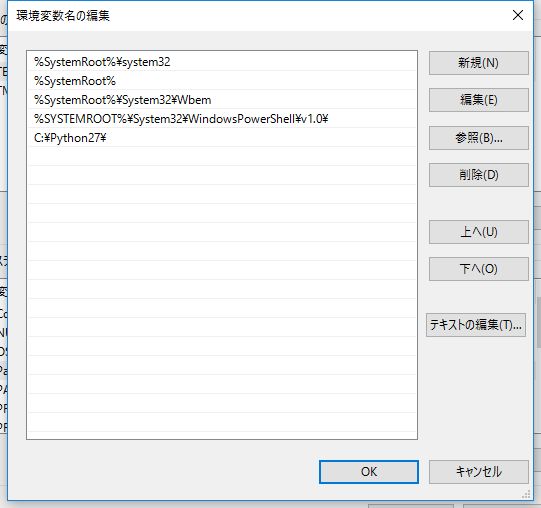 環境変数名の編集
%SystemRoot%¥system32
%SystemRoot%
%SystemRoot%¥System32¥Wbem
%SYSTEMROOT%¥System32¥WindowsPowerShell¥v1.0¥
C:¥Python27¥
新規(N)
編集(E)
参照(B)...
削除(D)
上へ(U)
下へ(O)
テキストの編集(T)...
OK
キャンセル